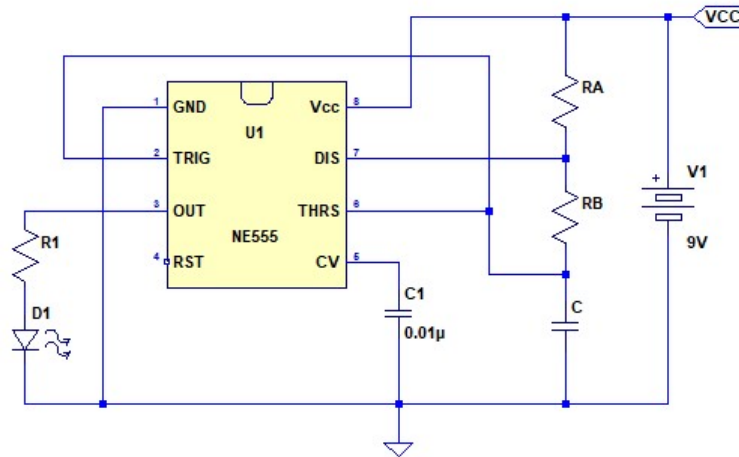 VCC
1 GND Vcc 8
RA
U1
2 TRIG DIS 7
V1
+
3 OUT THRS 6
RB
R1
NE555
9V
4 RST CV 5
C1
D1
C
0.01µ